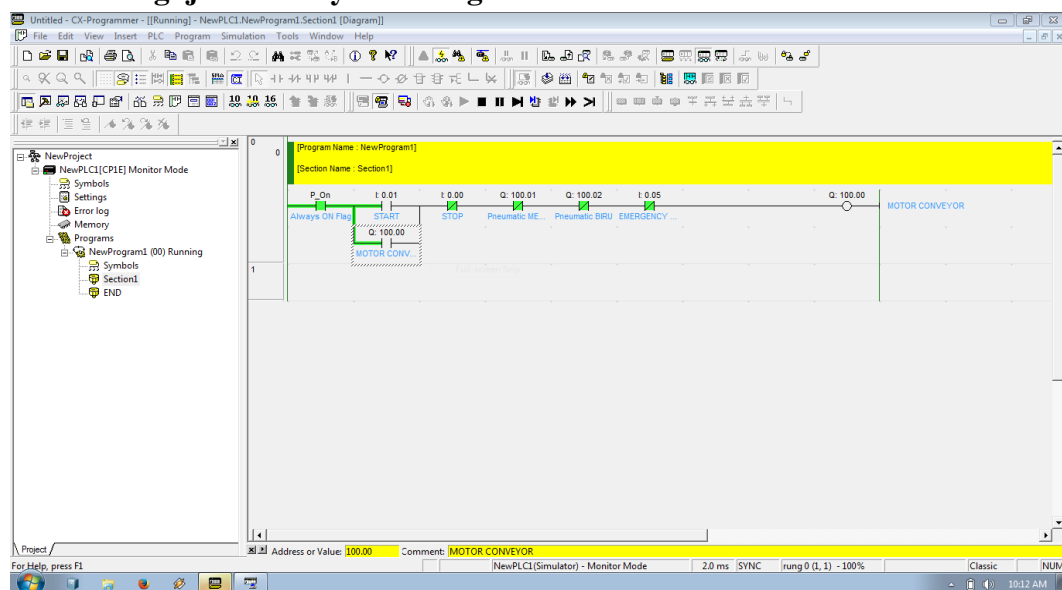 Untitled - CX-Programmer - [[Running] - NewPLC1.NewProgram1.Section1 [Diagram]]
File Edit View Insert PLC Program Simulation Tools Window Help
NewProject
NewPLC1[CP1E] Monitor Mode
Symbols
Settings
Error log
Memory
Programs
NewProgram1 (00) Running
Symbols
Section1
END
Project
0
0
[Program Name : NewProgram1]
[Section Name : Section1]
P_On I: 0.01 I: 0.00 Q: 100.01 Q: 100.02 I: 0.05 Q: 100.00
Always ON Flag START STOP Pneumatic ME... Pneumatic BIRU EMERGENCY ... MOTOR CONVEYOR
Q: 100.00
MOTOR CONV...
1
Address or Value: 100.00 Comment: MOTOR CONVEYOR
For Help, press F1 NewPLC1(Simulator) - Monitor Mode 2.0 ms SYNC rung 0 (1, 1) - 100% Classic NUM
10:12 AM